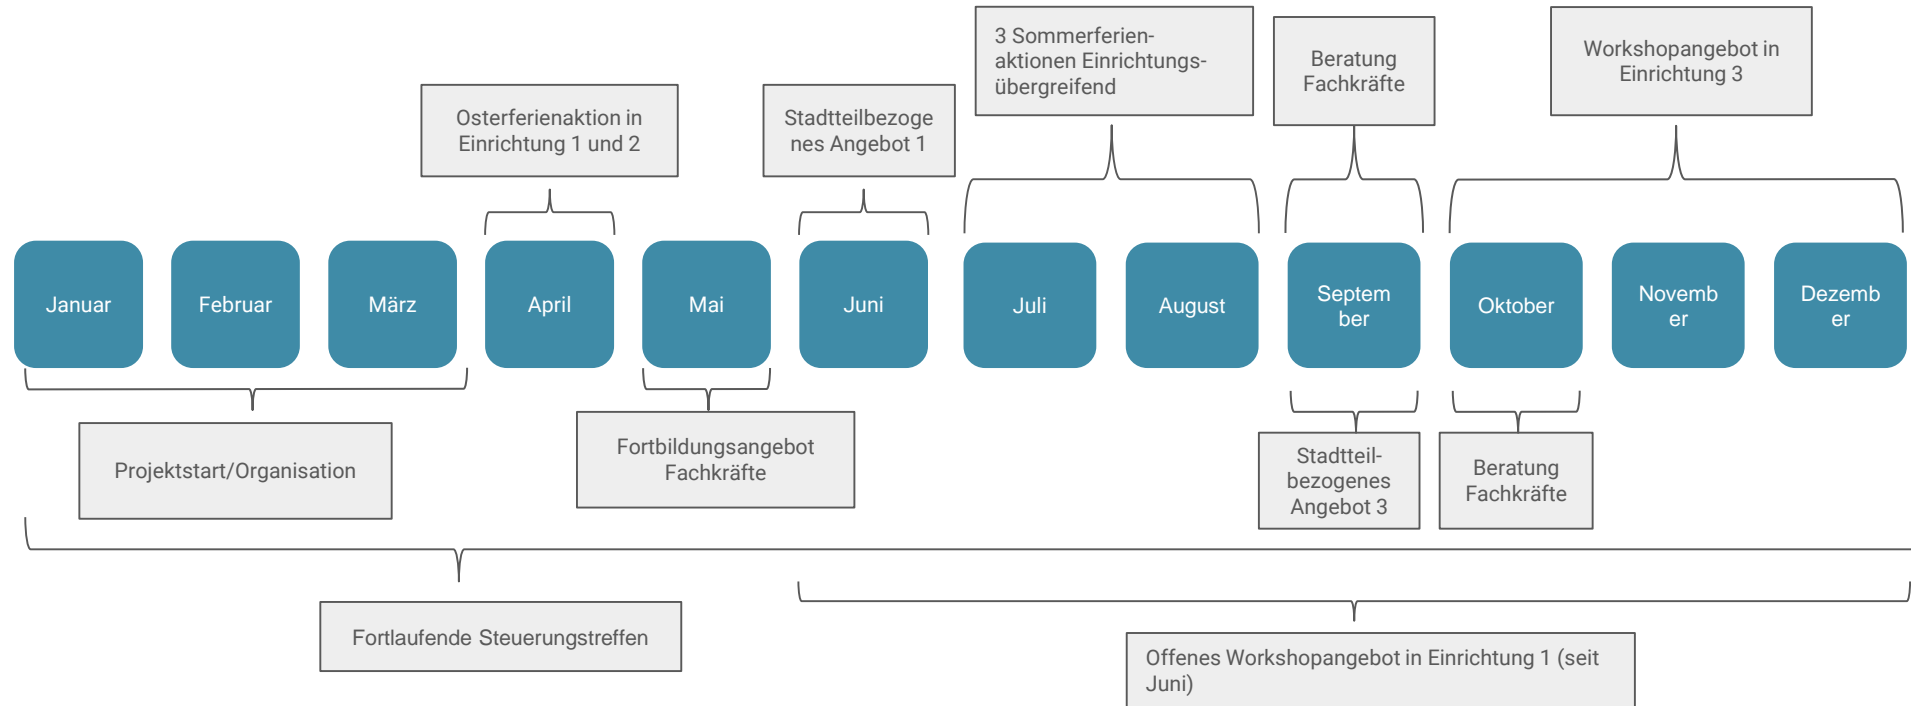 3 Sommerferien-
aktionen Einrichtungs-
übergreifend
Beratung
Fachkräfte
Workshopangebot in
Einrichtung 3
Osterferienaktion in
Einrichtung 1 und 2
Stadtteilbezoge
nes Angebot 1
Januar
Februar
März
April
Mai
Juni
Juli
August
Septem
ber
Oktober
Novemb
er
Dezemb
er
Projektstart/Organisation
Fortbildungsangebot
Fachkräfte
Stadtteil-
bezogenes
Angebot 3
Beratung
Fachkräfte
Fortlaufende Steuerungstreffen
Offenes Workshopangebot in Einrichtung 1 (seit
Juni)